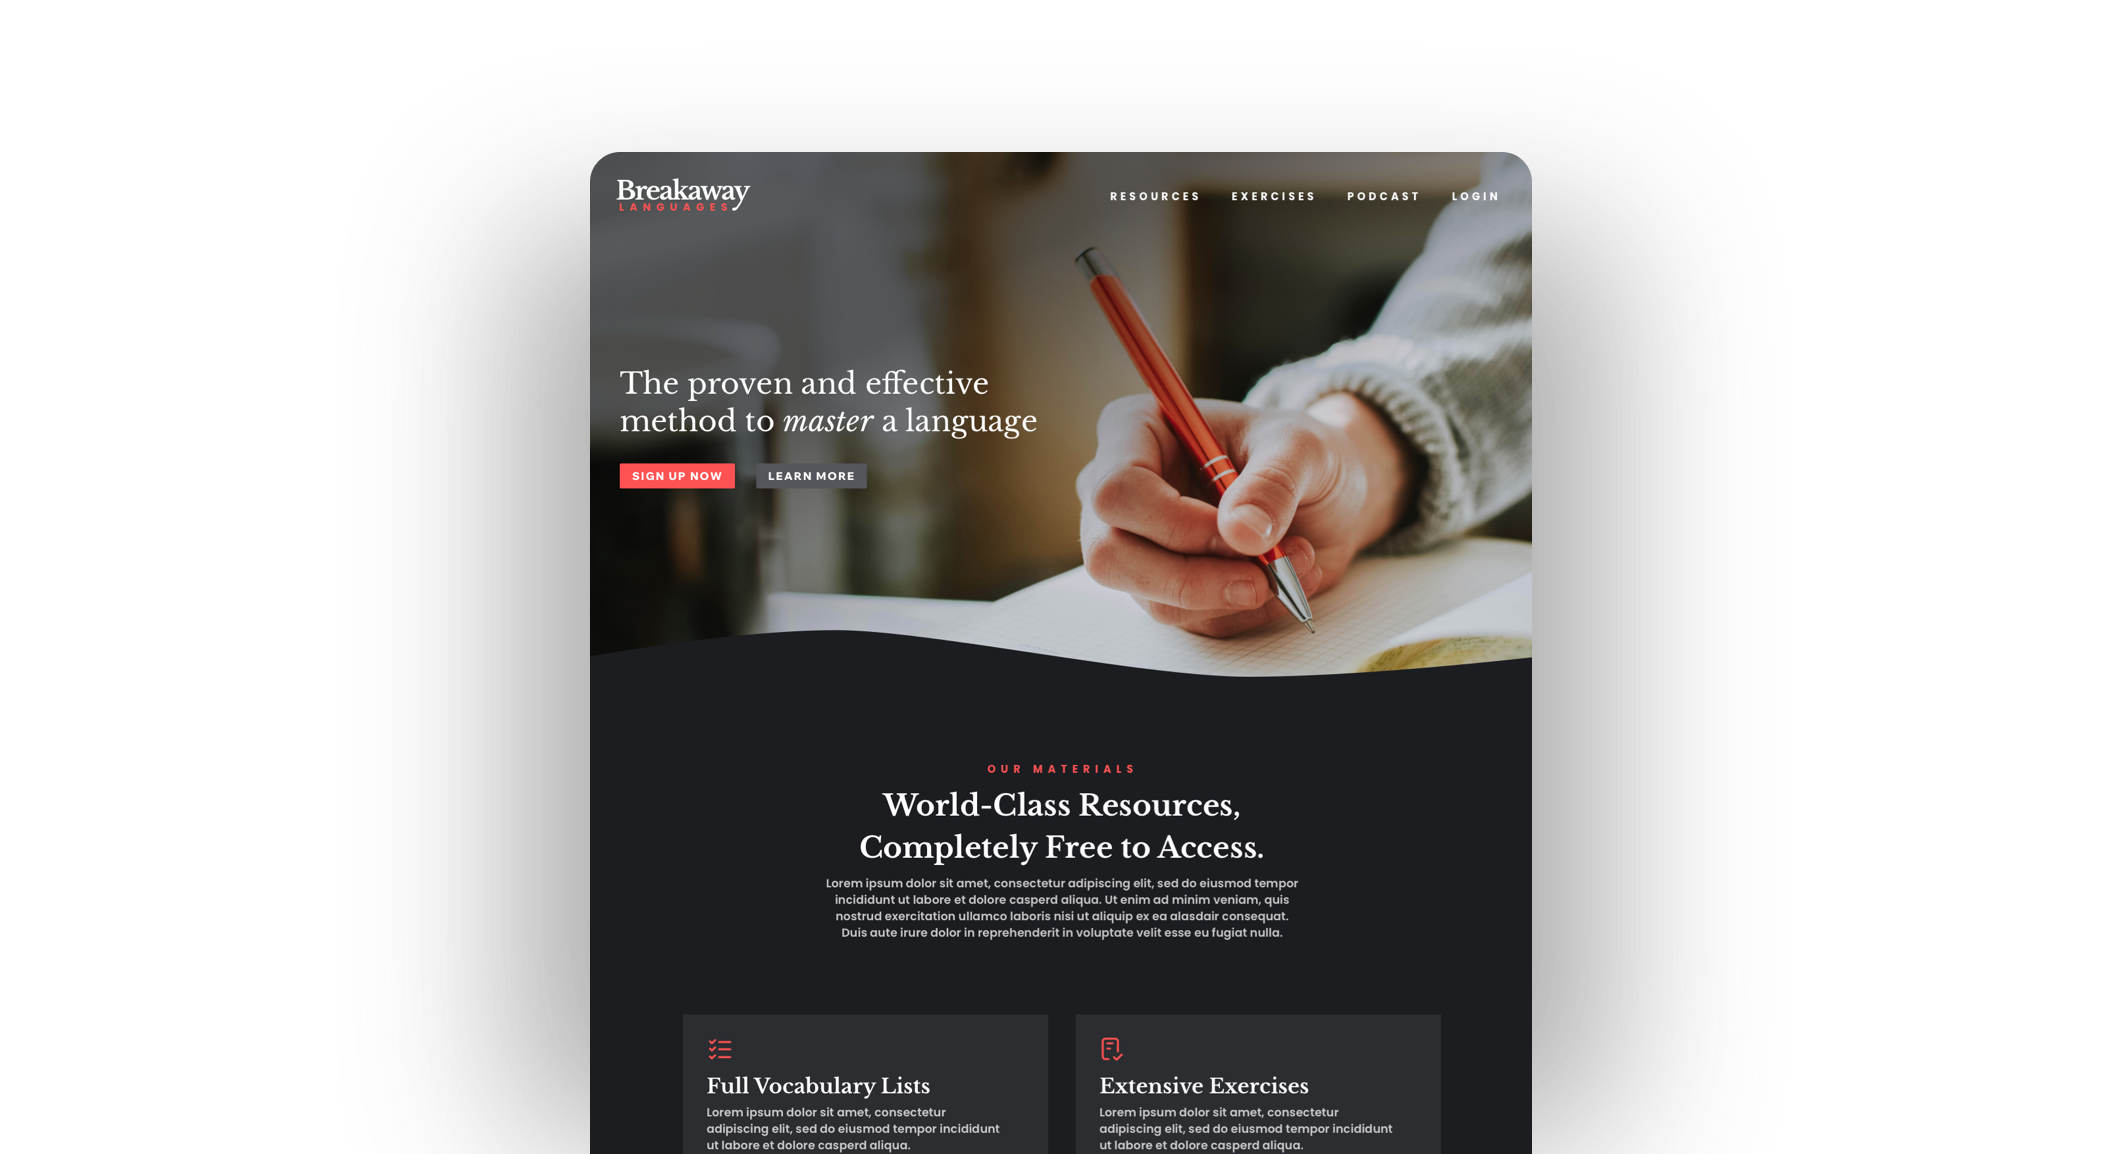 Breakaway
LANGUAGES
RESOURCES EXERCISES PODCAST LOGIN
The proven and effective
method to master a language
SIGN UP NOW LEARN MORE
OUR MATERIALS
World-Class Resources,
Completely Free to Access.
Lorem ipsum dolor sit amet, consectetur adipiscing elit, sed do eiusmod tempor
incididunt ut labore et dolore casperd aliqua. Ut enim ad minim veniam, quis
nostrud exercitation ullamco laboris nisi ut aliquip ex ea alasdair consequat.
Duis aute irure dolor in reprehenderit in voluptate velit esse eu fugiat nulla.
Full Vocabulary Lists
Lorem ipsum dolor sit amet, consectetur
adipiscing elit, sed do eiusmod tempor incididunt
ut labore et dolore casperd aliqua.
Extensive Exercises
Lorem ipsum dolor sit amet, consectetur
adipiscing elit, sed do eiusmod tempor incididunt
ut labore et dolore casperd aliqua.